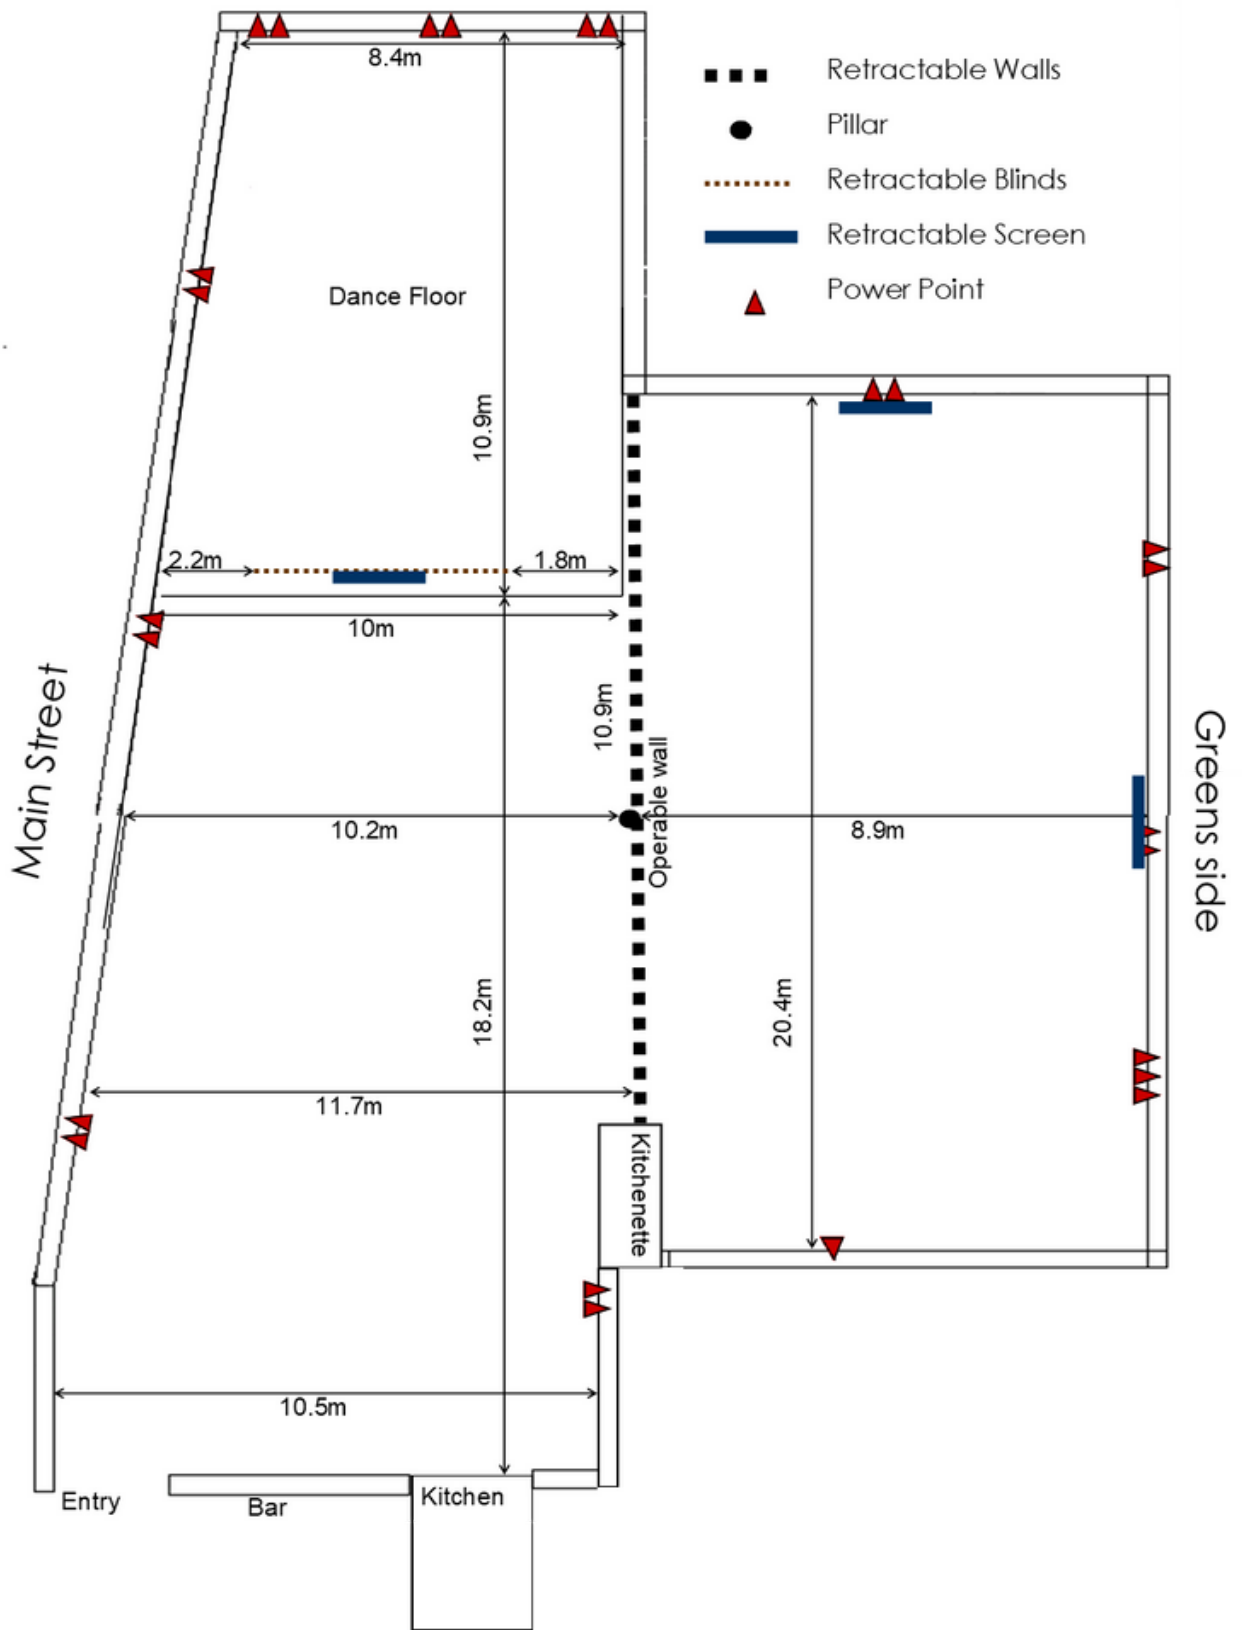 8.4m
Retractable Walls
Pillar
Retractable Blinds
Retractable Screen
Power Point
Dance Floor
10.9m
2.2m
1.8m
10m
Main Street
10.9m
Operable wall
Greens side
10.2m
8.9m
18.2m
20.4m
11.7m
Kitchenette
10.5m
Entry
Bar
Kitchen